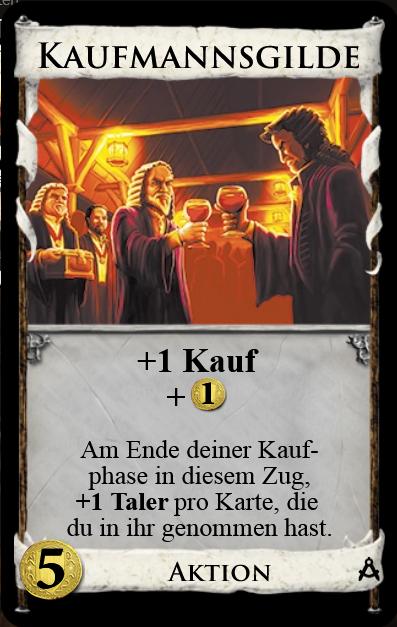 KAUFMANNSGILDE
+1 Kauf
+ 1
Am Ende deiner Kauf-
phase in diesem Zug,
+1 Taler pro Karte, die
du in ihr genommen hast.
5 AKTION